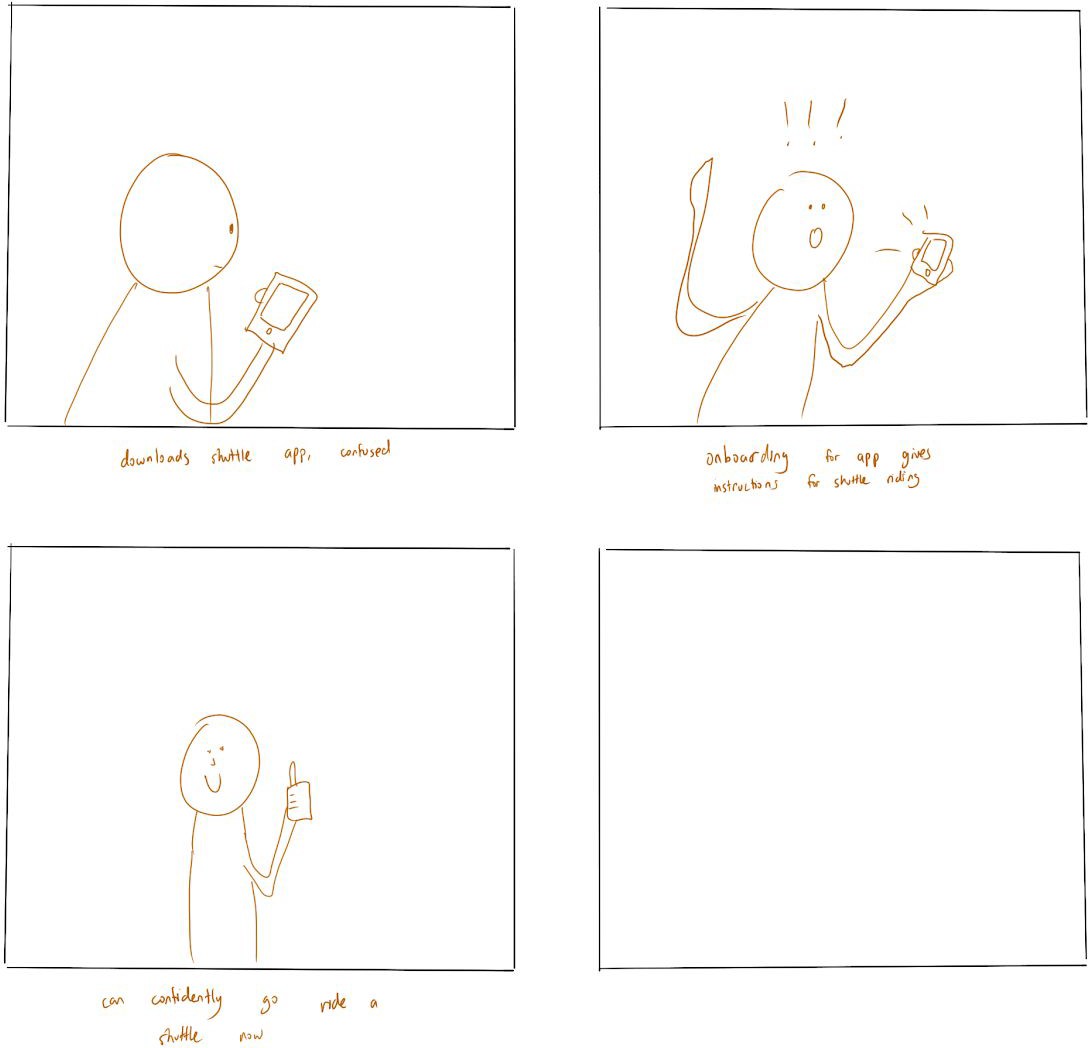 ! ! !
downloads shuttle app, confused
onboarding for app gives
instructions for shuttle riding
can confidently go ride a
shuttle now